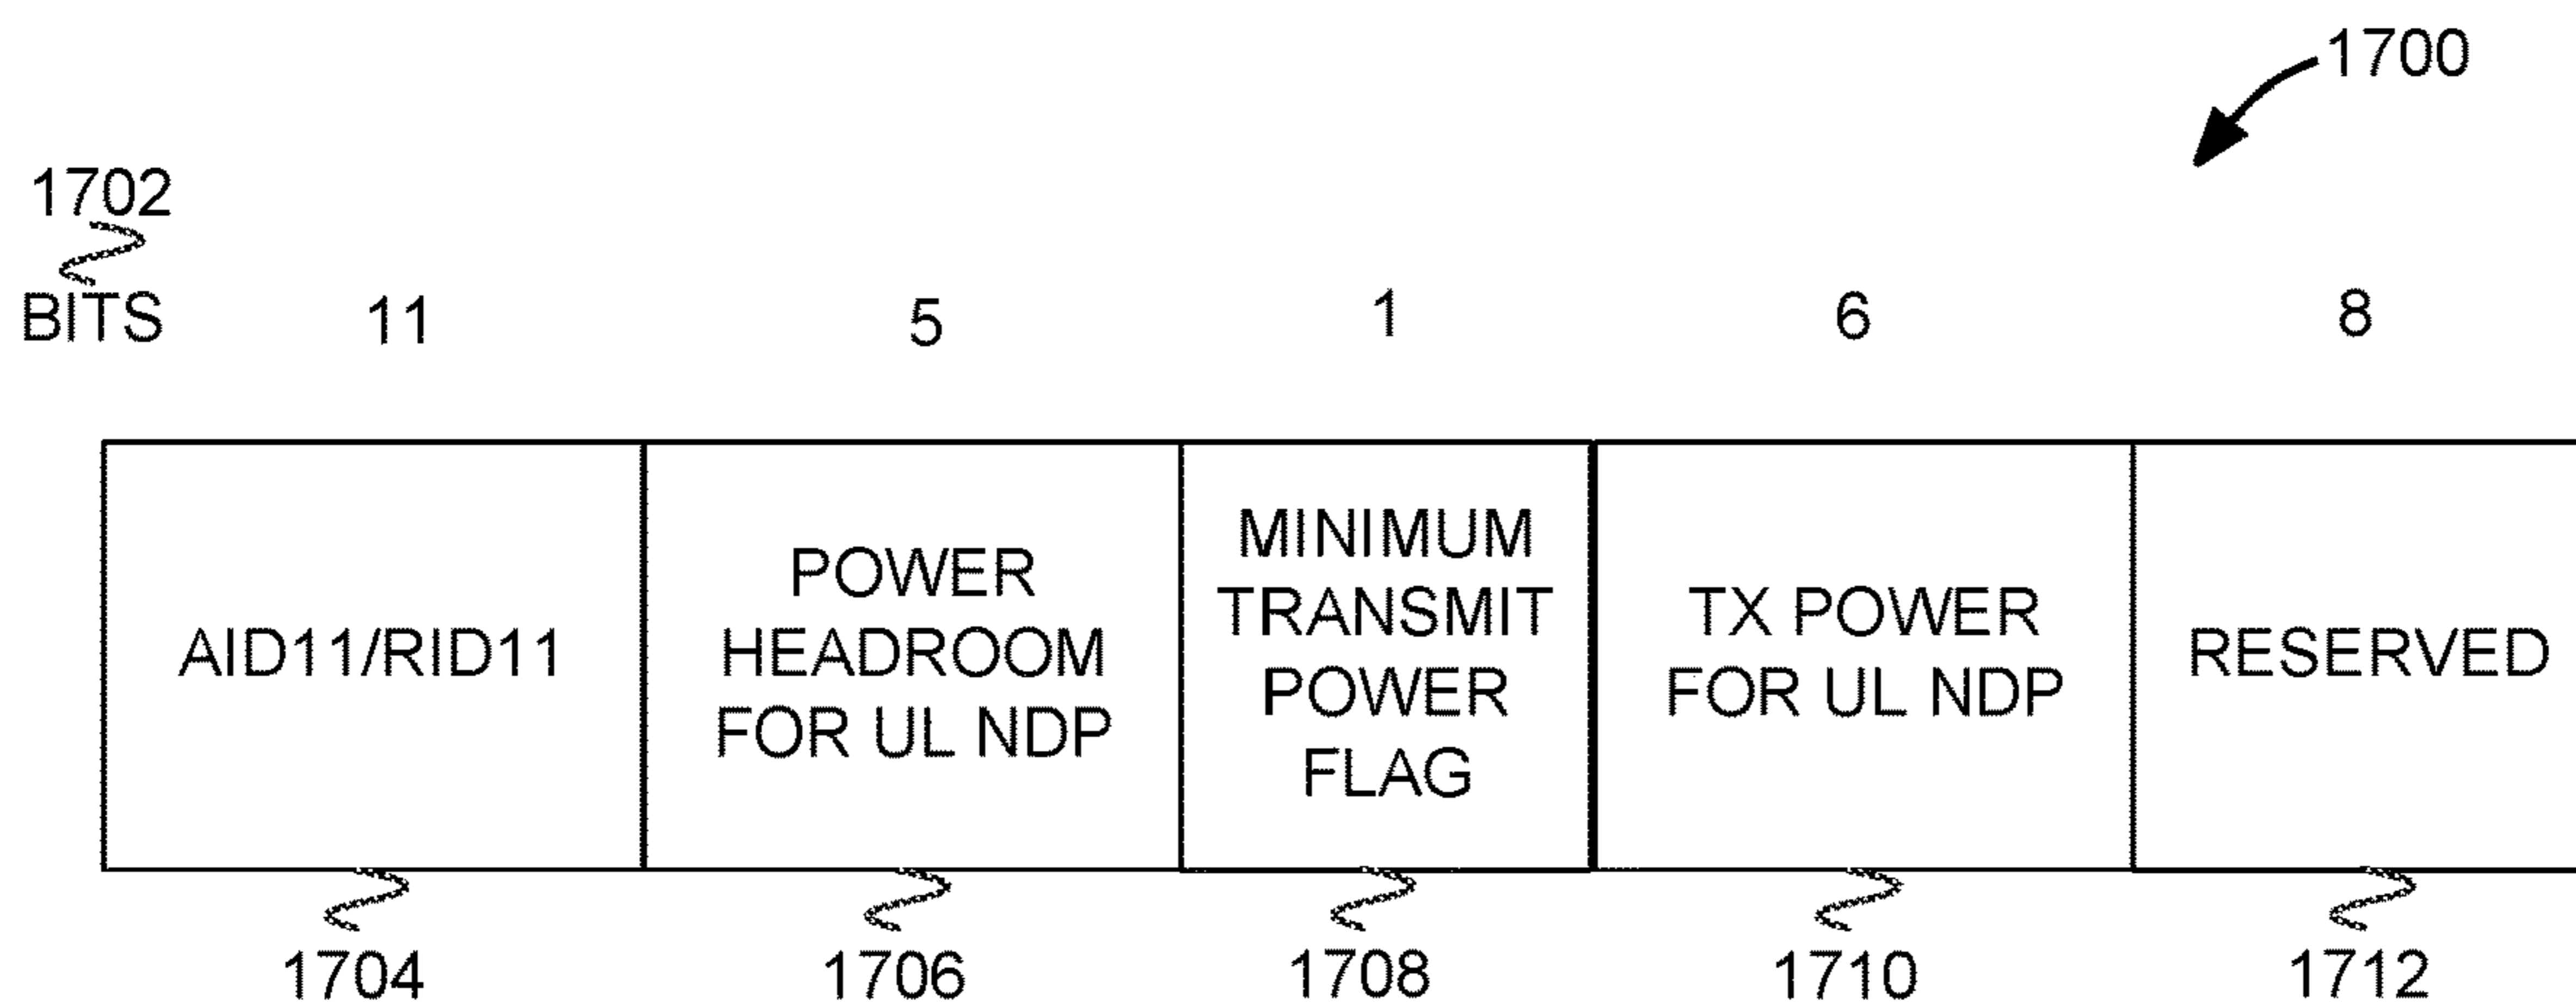 1700
1702
BITS 11 5 1 6 8
AID11/RID11
POWER
HEADROOM
FOR UL NDP
MINIMUM
TRANSMIT
POWER
FLAG
TX POWER
FOR UL NDP
RESERVED
1704 1706 1708 1710 1712